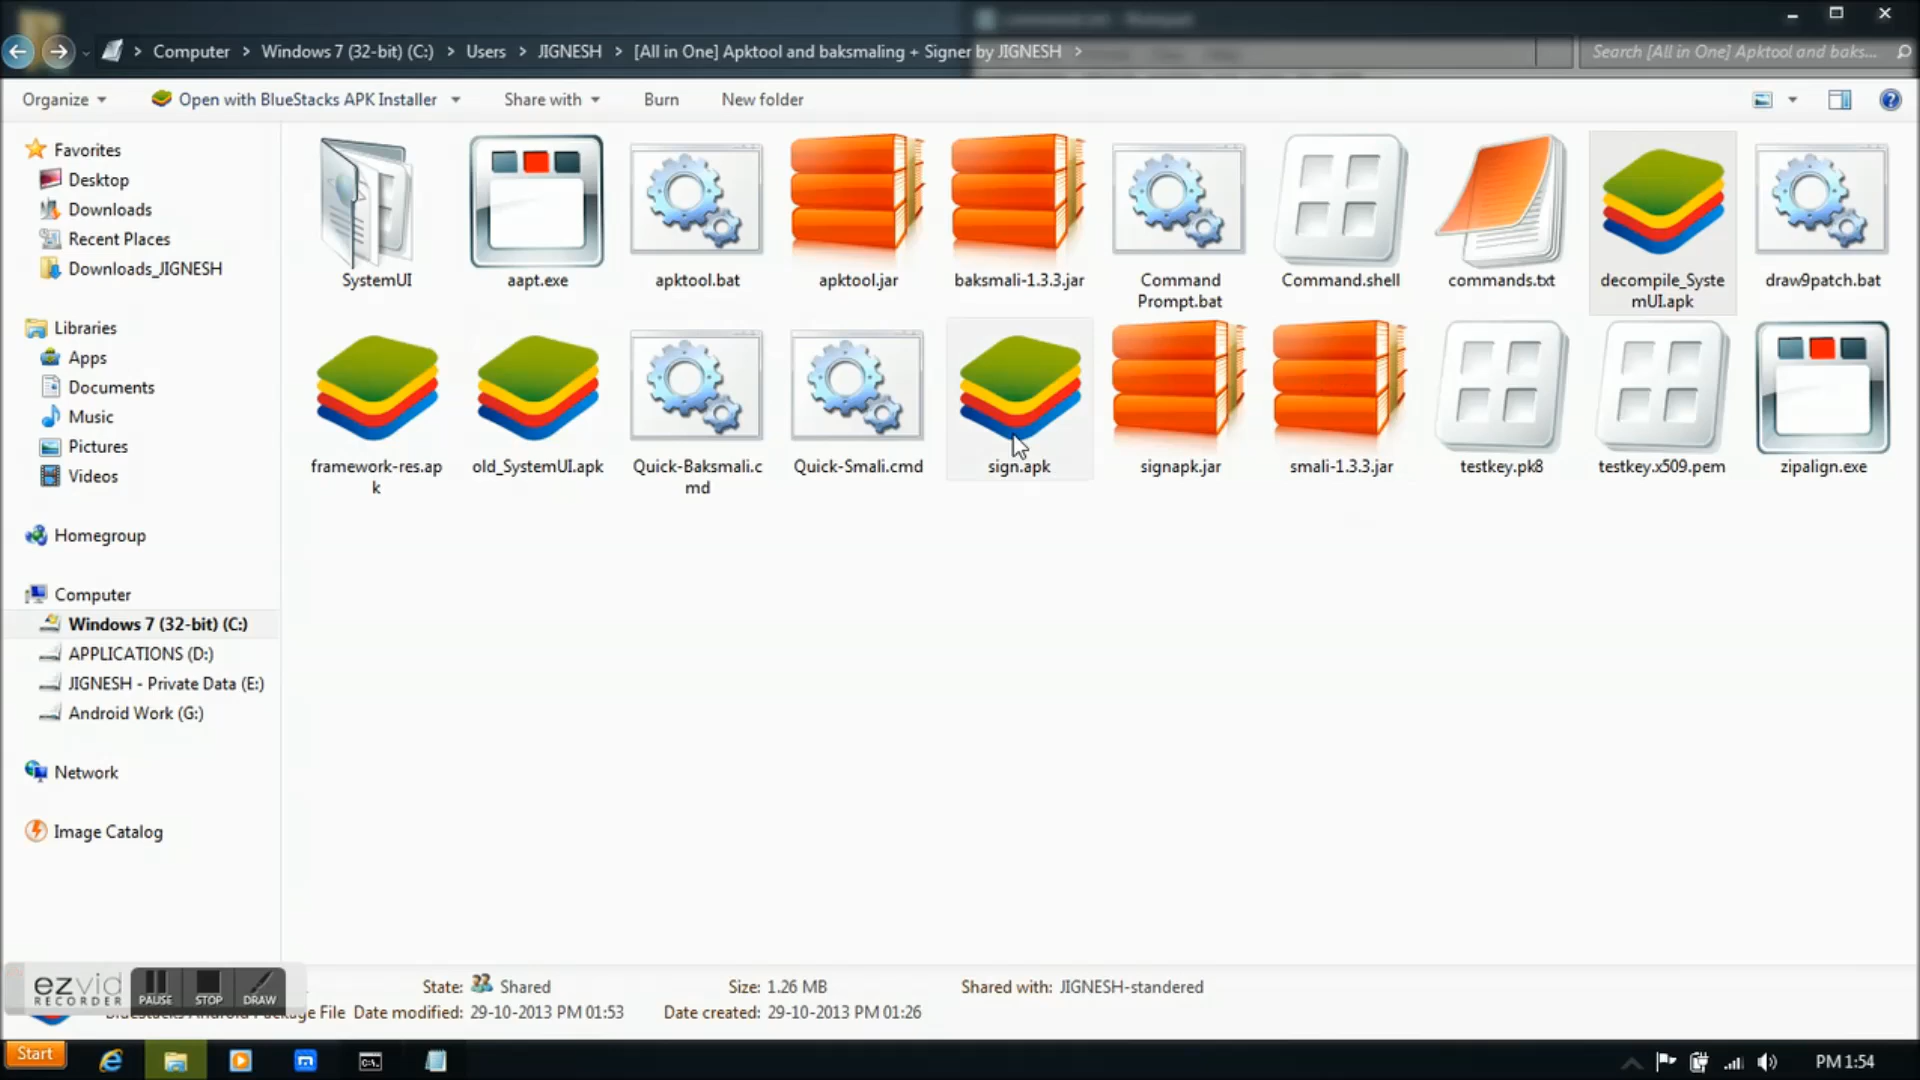 Computer > Windows 7 (32-bit) (C:) > Users > JIGNESH > [All in One] Apktool and baksmaling + Signer by JIGNESH >
Search [All in One] Apktool and baks...
Organize
Open with BlueStacks APK Installer
Share with
Burn
New folder
Favorites
Desktop
Downloads
Recent Places
Downloads_JIGNESH
Libraries
Apps
Documents
Music
Pictures
Videos
Homegroup
Computer
Windows 7 (32-bit) (C:)
APPLICATIONS (D:)
JIGNESH - Private Data (E:)
Android Work (G:)
Network
Image Catalog
SystemUI
aapt.exe
apktool.bat
apktool.jar
baksmali-1.3.3.jar
Command
Prompt.bat
Command.shell
commands.txt
decompile_Syste
mUI.apk
draw9patch.bat
framework-res.ap
k
old_SystemUI.apk
Quick-Baksmali.c
md
Quick-Smali.cmd
sign.apk
signapk.jar
smali-1.3.3.jar
testkey.pk8
testkey.x509.pem
zipalign.exe
State: Shared
Size: 1.26 MB
Shared with: JIGNESH-standered
Bluestacks Android Package File Date modified: 29-10-2013 PM 01:53
Date created: 29-10-2013 PM 01:26
ezvid
RECORDER
PAUSE
STOP
DRAW
Start
C:\.
PM 1:54